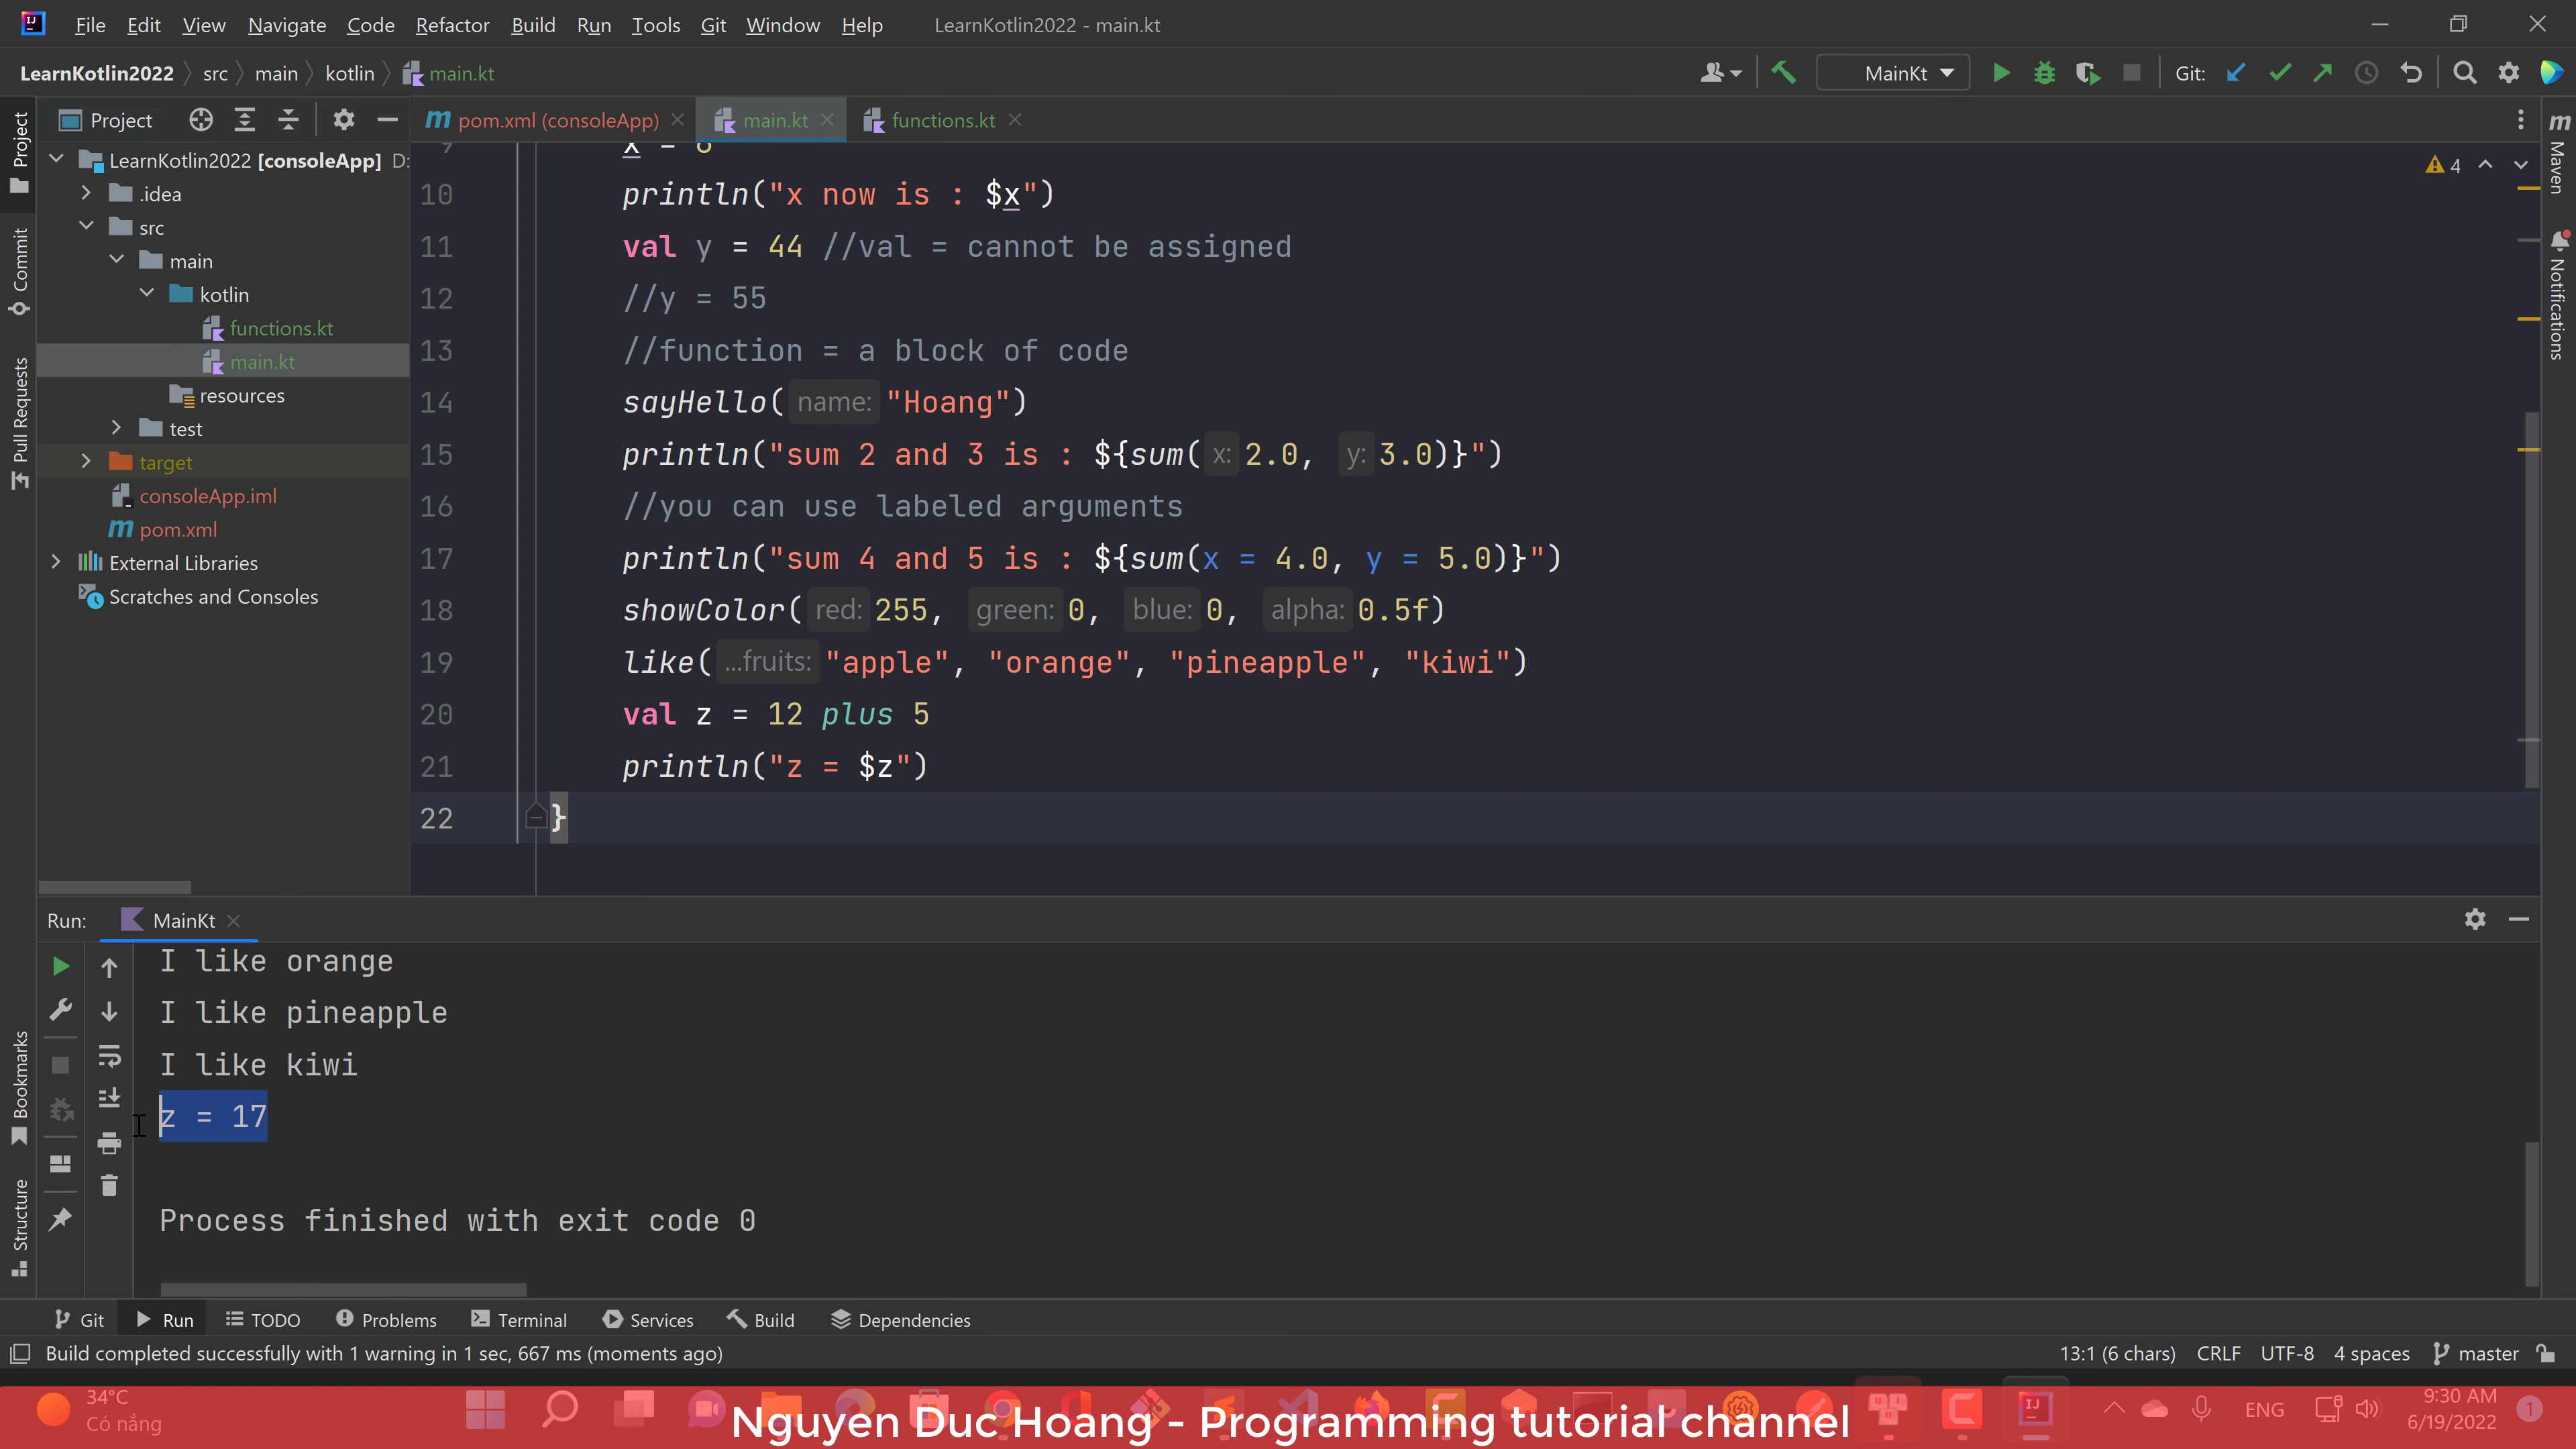 File Edit View Navigate Code Refactor Build Run Tools Git Window Help LearnKotlin2022 - main.kt
LearnKotlin2022 src main kotlin main.kt MainKt Git:
Project
pom.xml (consoleApp) main.kt functions.kt
Project
Commit
Pull Requests
Bookmarks
Structure
LearnKotlin2022 [consoleApp] D:
.idea
src
main
kotlin
functions.kt
main.kt
resources
test
target
consoleApp.iml
pom.xml
External Libraries
Scratches and Consoles
4
m
Maven
Notifications
9 x = 8
10 println("x now is : $x")
11 val y = 44 //val = cannot be assigned
12 //y = 55
13 //function = a block of code
14 sayHello( name: "Hoang")
15 println("sum 2 and 3 is : ${sum( x: 2.0, y: 3.0)}")
16 //you can use labeled arguments
17 println("sum 4 and 5 is : ${sum(x = 4.0, y = 5.0)}")
18 showColor( red: 255, green: 0, blue: 0, alpha: 0.5f)
19 like( ...fruits: "apple", "orange", "pineapple", "kiwi")
20 val z = 12 plus 5
21 println("z = $z")
22 }
Run: MainKt
I like orange
I like pineapple
I like kiwi
z = 17
Process finished with exit code 0
Git Run TODO Problems Terminal Services Build Dependencies
Build completed successfully with 1 warning in 1 sec, 667 ms (moments ago) 13:1 (6 chars) CRLF UTF-8 4 spaces master
34°C
Có nắng
Nguyen Duc Hoang - Programming tutorial channel
ENG
9:30 AM
6/19/2022
1